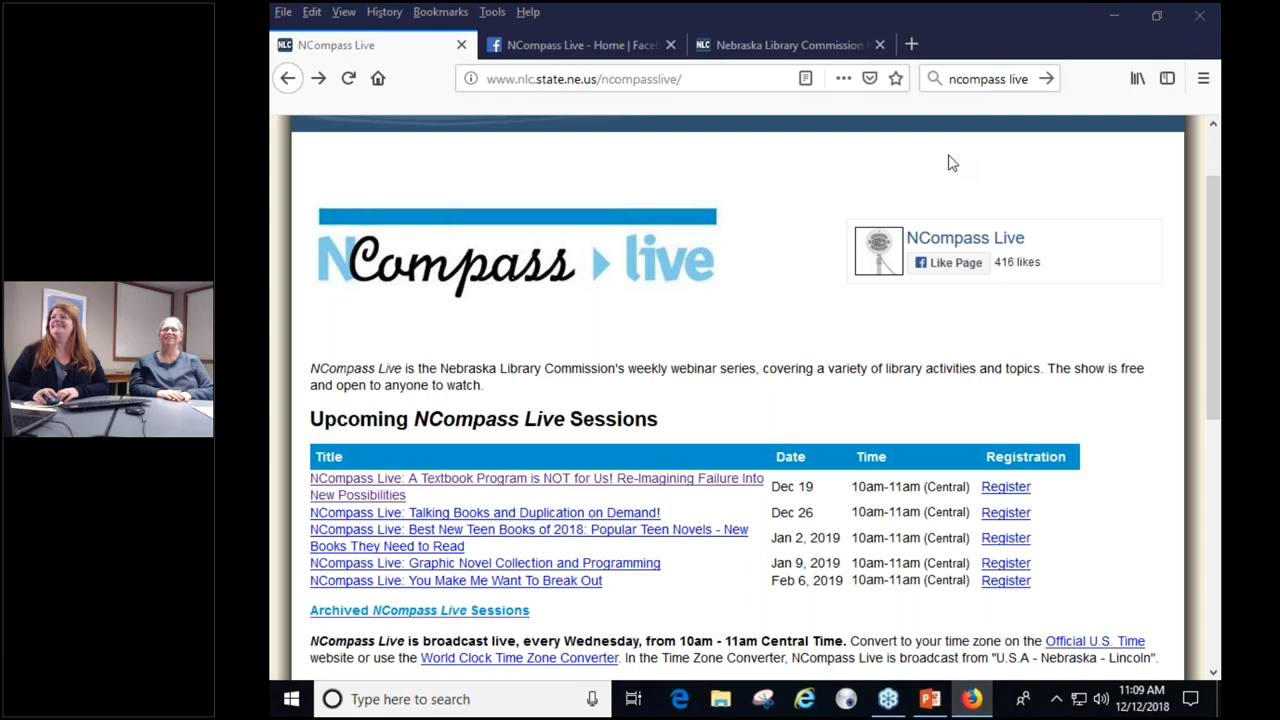 File Edit View History Bookmarks Tools Help
NLC NCompass Live
NCompass Live - Home | Facel
NLC Nebraska Library Commission
www.nlc.state.ne.us/ncompasslive/
ncompass live
NCompass live
NCompass Live
Like Page 416 likes
NCompass Live is the Nebraska Library Commission's weekly webinar series, covering a variety of library activities and topics. The show is free
and open to anyone to watch.
Upcoming NCompass Live Sessions
Title Date Time Registration
NCompass Live: A Textbook Program is NOT for Us! Re-Imagining Failure Into
New Possibilities Dec 19 10am-11am (Central) Register
NCompass Live: Talking Books and Duplication on Demand! Dec 26 10am-11am (Central) Register
NCompass Live: Best New Teen Books of 2018: Popular Teen Novels - New
Books They Need to Read Jan 2, 2019 10am-11am (Central) Register
NCompass Live: Graphic Novel Collection and Programming Jan 9, 2019 10am-11am (Central) Register
NCompass Live: You Make Me Want To Break Out Feb 6, 2019 10am-11am (Central) Register
Archived NCompass Live Sessions
NCompass Live is broadcast live, every Wednesday, from 10am - 11am Central Time. Convert to your time zone on the Official U.S. Time
website or use the World Clock Time Zone Converter. In the Time Zone Converter, NCompass Live is broadcast from "U.S.A - Nebraska - Lincoln".
Type here to search
11:09 AM
12/12/2018